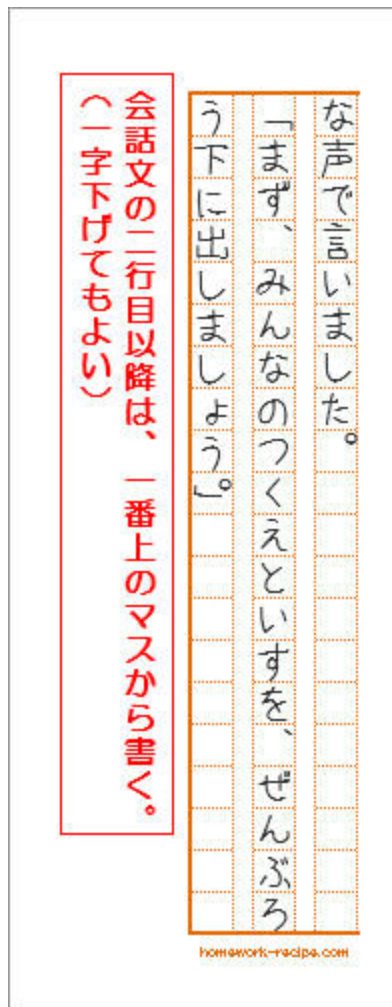 な声で言いました。
「まず、みんなのつくえといすを、ぜんぶろ
う下に出しましょう。」
会話文の二行目以降は、一番上のマスから書く。
（一字下げてもよい）
homework-recipe.com